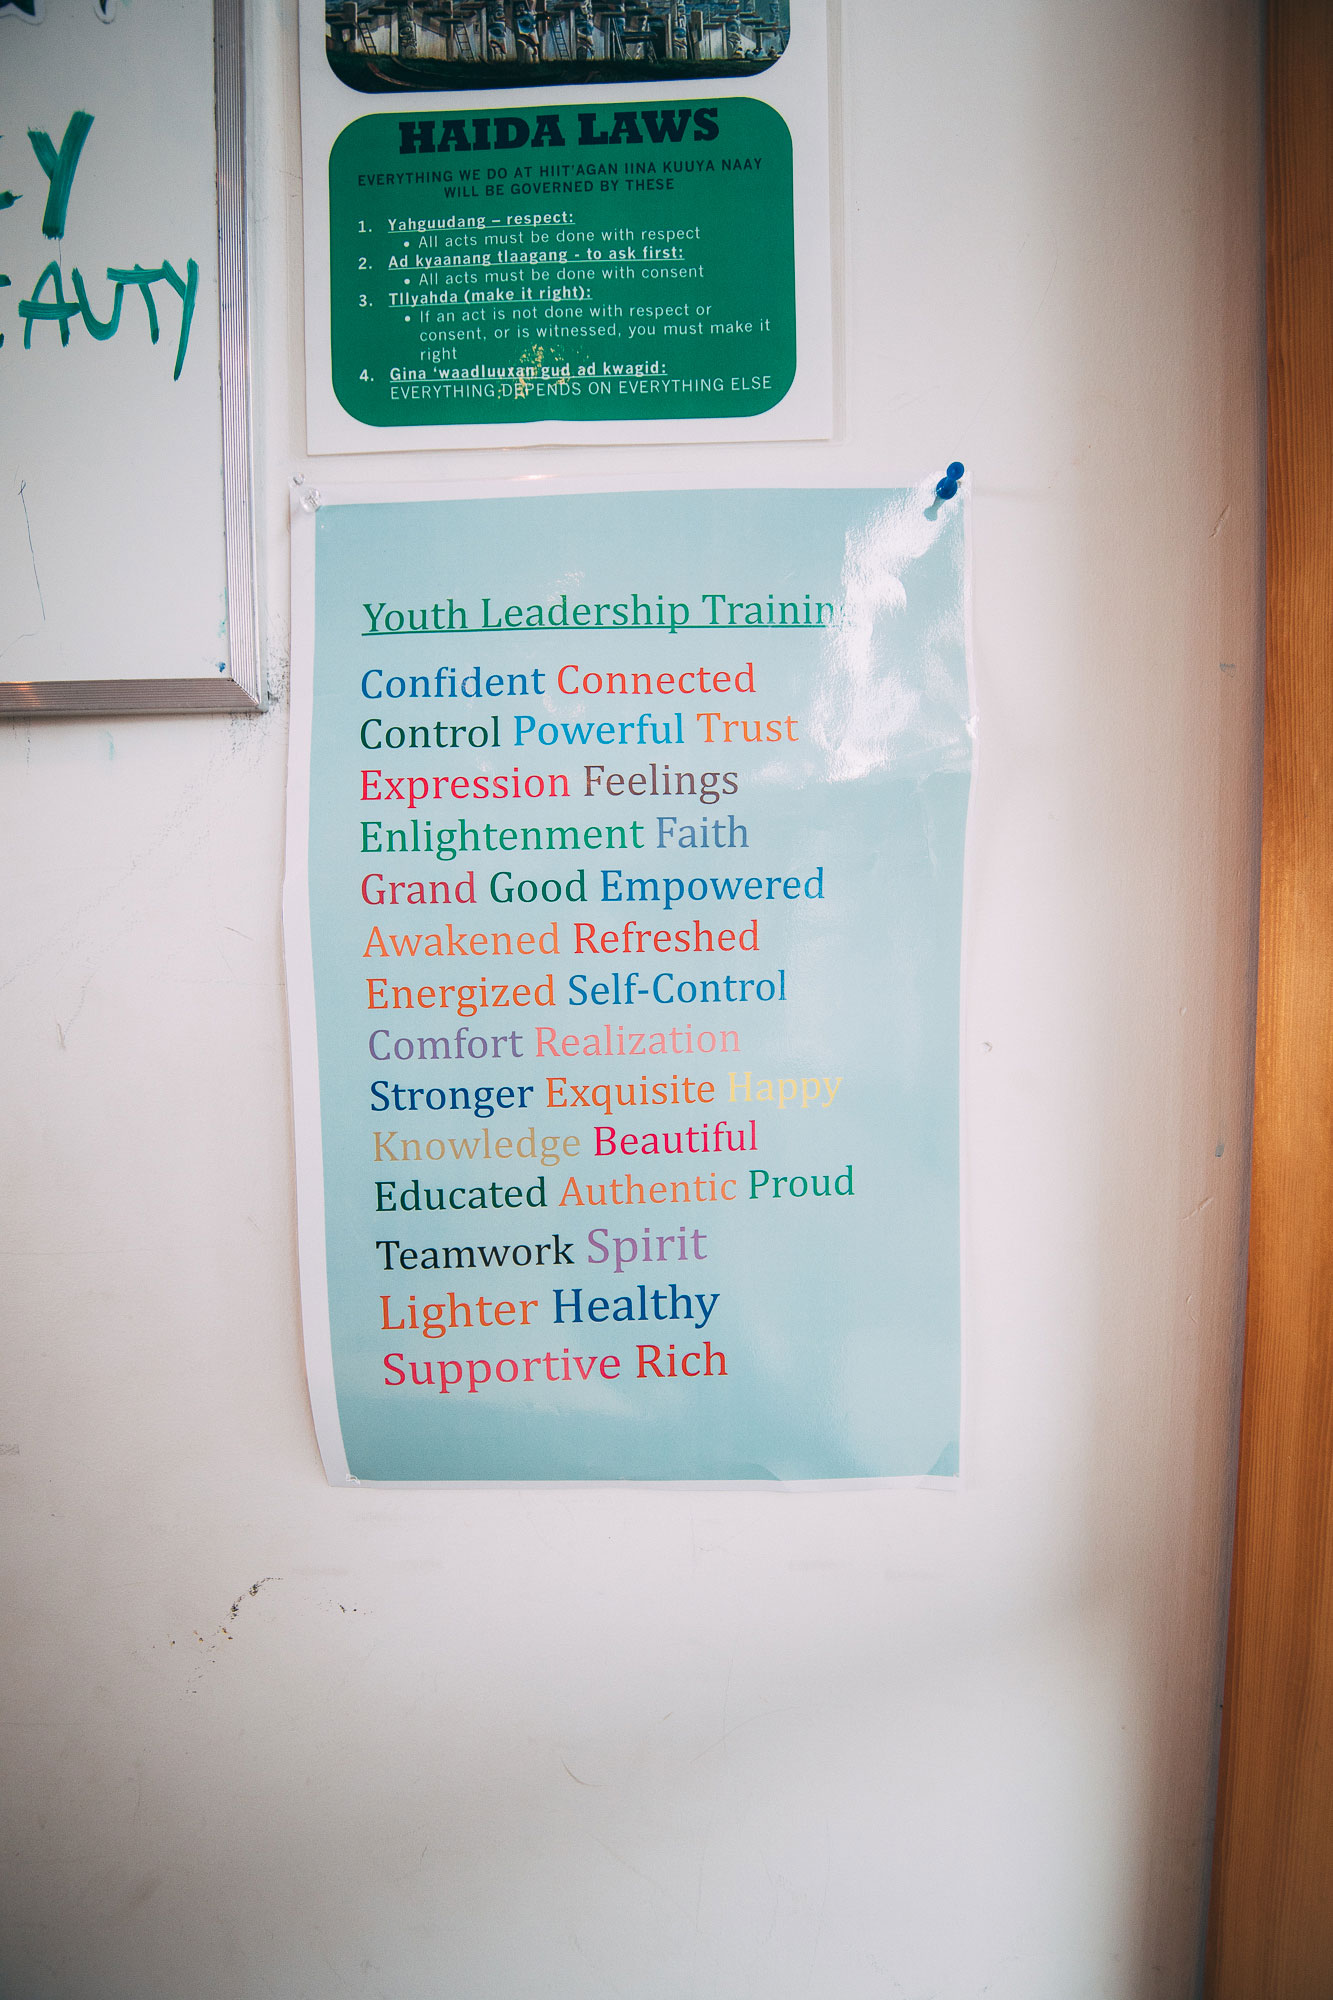 EAUTY
HAIDA LAWS
EVERYTHING WE DO AT HIIT'AGAN IINA KUUYA NAAY
WILL BE GOVERNED BY THESE
1. Yahguudang – respect:
• All acts must be done with respect
2. Ad kyaanang tlaagang - to ask first:
• All acts must be done with consent
3. Tllyahda (make it right):
• If an act is not done with respect or
consent, or is witnessed, you must make it
right
4. Gina ‘waadluuxan gud ad kwagid:
EVERYTHING DEPENDS ON EVERYTHING ELSE
Youth Leadership Training
Confident Connected
Control Powerful Trust
Expression Feelings
Enlightenment Faith
Grand Good Empowered
Awakened Refreshed
Energized Self-Control
Comfort Realization
Stronger Exquisite Happy
Knowledge Beautiful
Educated Authentic Proud
Teamwork Spirit
Lighter Healthy
Supportive Rich